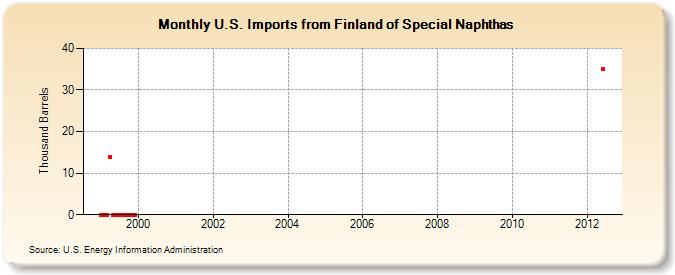 Monthly U.S. Imports from Finland of Special Naphthas
Thousand Barrels
40
30
20
10
0
2000 2002 2004 2006 2008 2010 2012
Source: U.S. Energy Information Administration